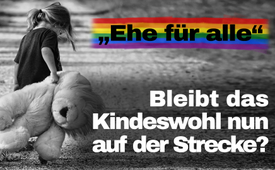 „Ehe für alle“
Bleibt das
Kindeswohl nun
auf der Strecke?